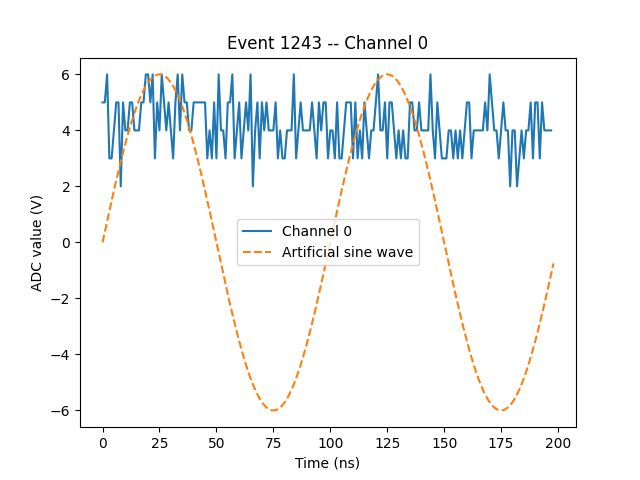 Event 1243 -- Channel 0
ADC value (V)
6
4
2
0
−2
−4
−6
Channel 0
Artificial sine wave
0 25 50 75 100 125 150 175 200
Time (ns)